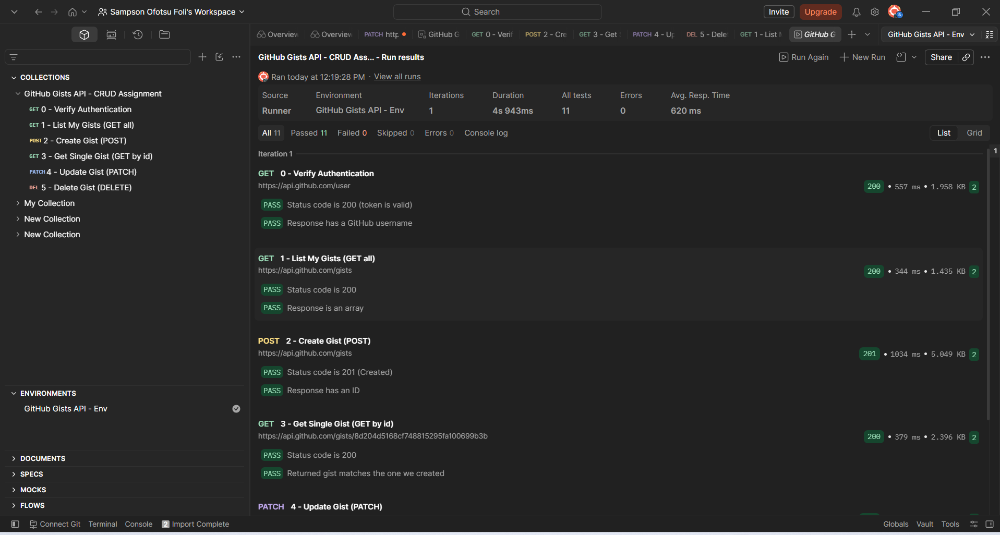 Sampson Ofotsu Foli's Workspace
Search
Invite
Upgrade
Overview
Overview
PATCH http
GitHub G
GET 0 - Verif
POST 2 - Cre
GET 3 - Get
PATCH 4 - Up
DEL 5 - Dele
GET 1 - List
GitHub G
GitHub Gists API - Env
COLLECTIONS
GitHub Gists API - CRUD Assignment
GET 0 - Verify Authentication
GET 1 - List My Gists (GET all)
POST 2 - Create Gist (POST)
GET 3 - Get Single Gist (GET by id)
PATCH 4 - Update Gist (PATCH)
DEL 5 - Delete Gist (DELETE)
My Collection
New Collection
New Collection
ENVIRONMENTS
GitHub Gists API - Env
DOCUMENTS
SPECS
MOCKS
FLOWS
GitHub Gists API - CRUD Ass... - Run results
Run Again
New Run
Share
Ran today at 12:19:28 PM · View all runs
Source Environment Iterations Duration All tests Errors Avg. Resp. Time
Runner GitHub Gists API - Env 1 4s 943ms 11 0 620 ms
All 11 Passed 11 Failed 0 Skipped 0 Errors 0 Console log
List Grid
Iteration 1
1
GET 0 - Verify Authentication
https://api.github.com/user
200 • 557 ms • 1.958 KB 2
PASS Status code is 200 (token is valid)
PASS Response has a GitHub username
GET 1 - List My Gists (GET all)
https://api.github.com/gists
200 • 344 ms • 1.435 KB 2
PASS Status code is 200
PASS Response is an array
POST 2 - Create Gist (POST)
https://api.github.com/gists
201 • 1034 ms • 5.049 KB 2
PASS Status code is 201 (Created)
PASS Response has an ID
GET 3 - Get Single Gist (GET by id)
https://api.github.com/gists/8d204d5168cf748815295fa100699b3b
200 • 379 ms • 2.396 KB 2
PASS Status code is 200
PASS Returned gist matches the one we created
PATCH 4 - Update Gist (PATCH)
Connect Git Terminal Console 2 Import Complete
Globals Vault Tools